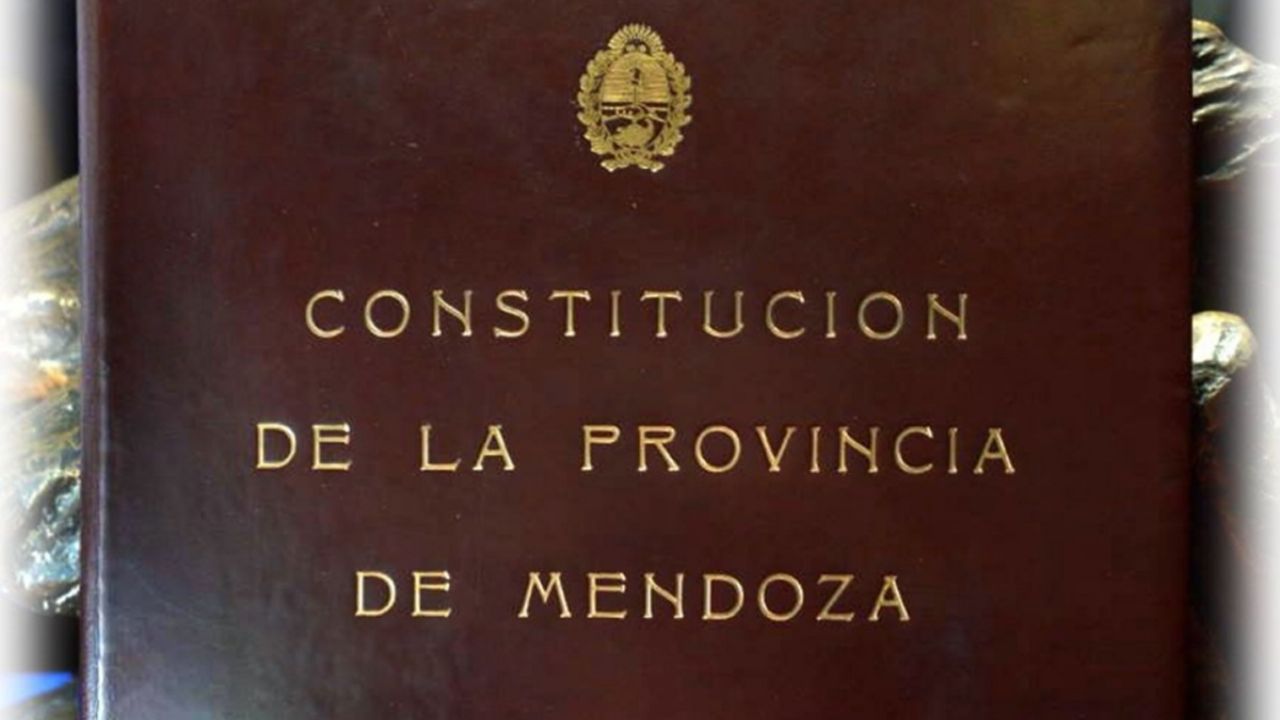 CONSTITUCION
DE LA PROVINCIA
DE MENDOZA